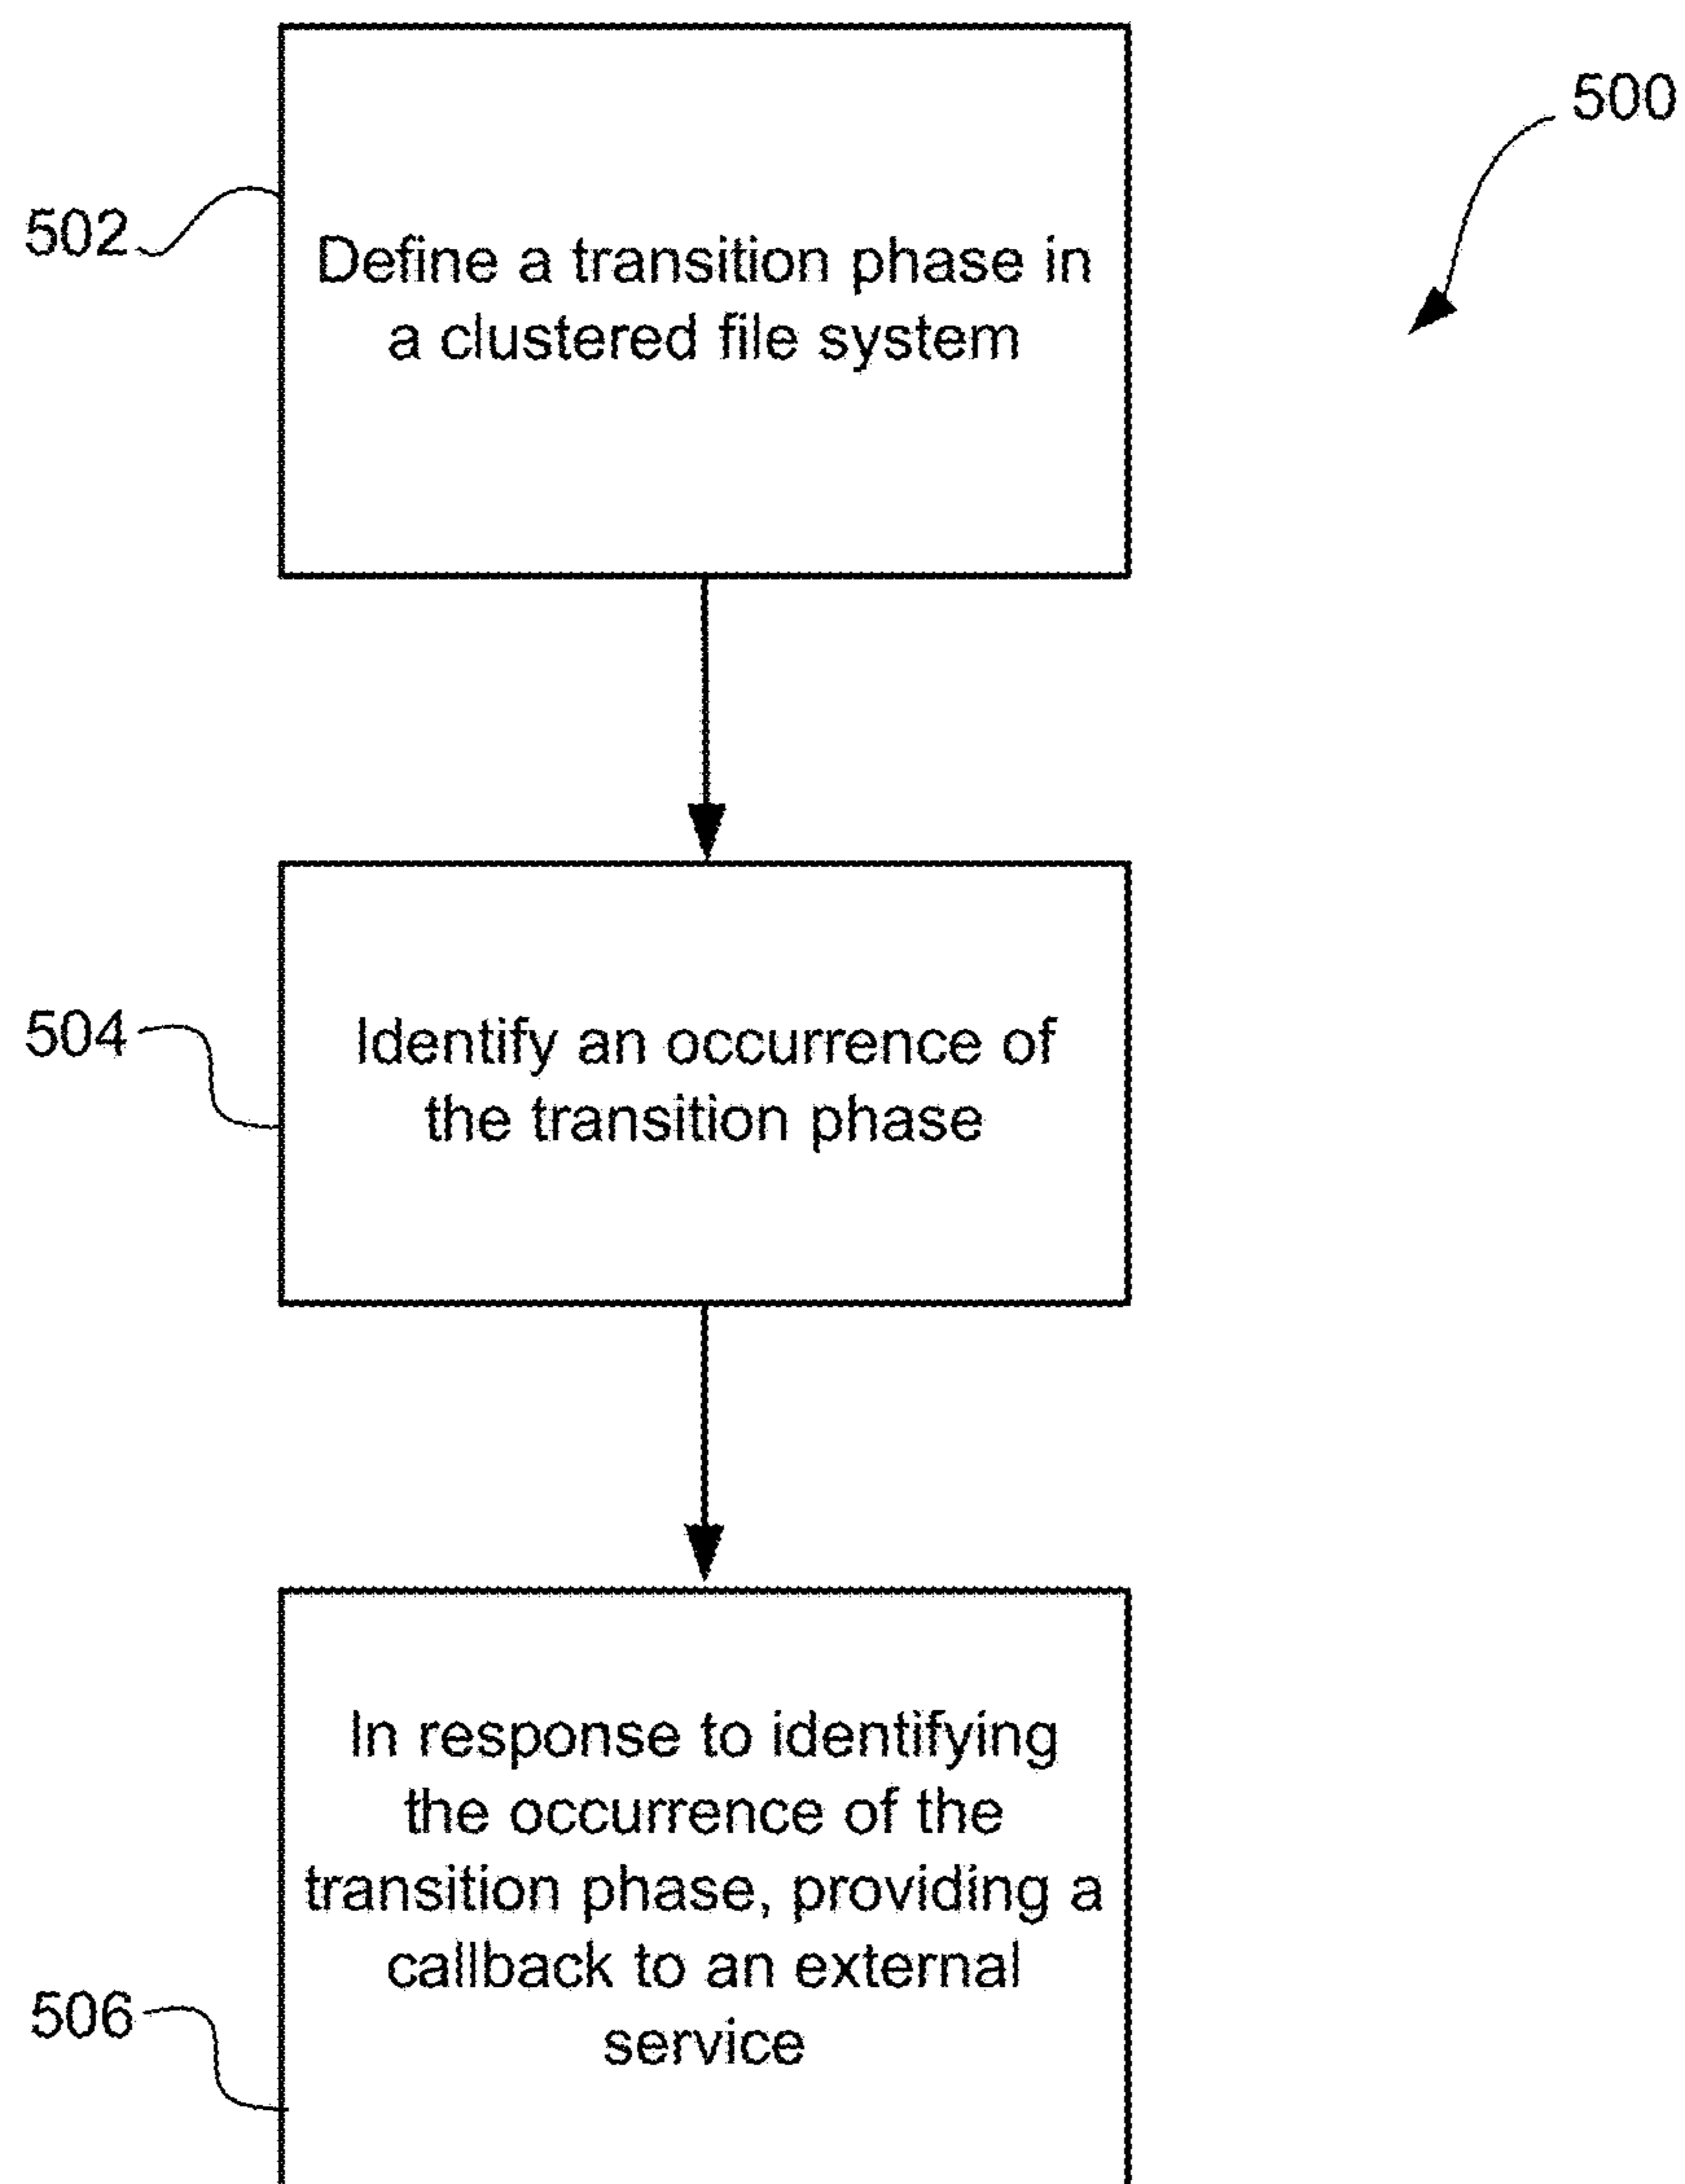 500
502
Define a transition phase in
a clustered file system
504
Identify an occurrence of
the transition phase
In response to identifying
the occurrence of the
transition phase, providing a
callback to an external
service
506